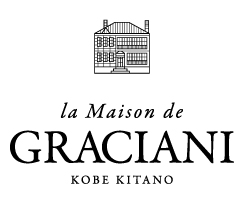 la Maison de
GRACIANI
KOBE KITANO